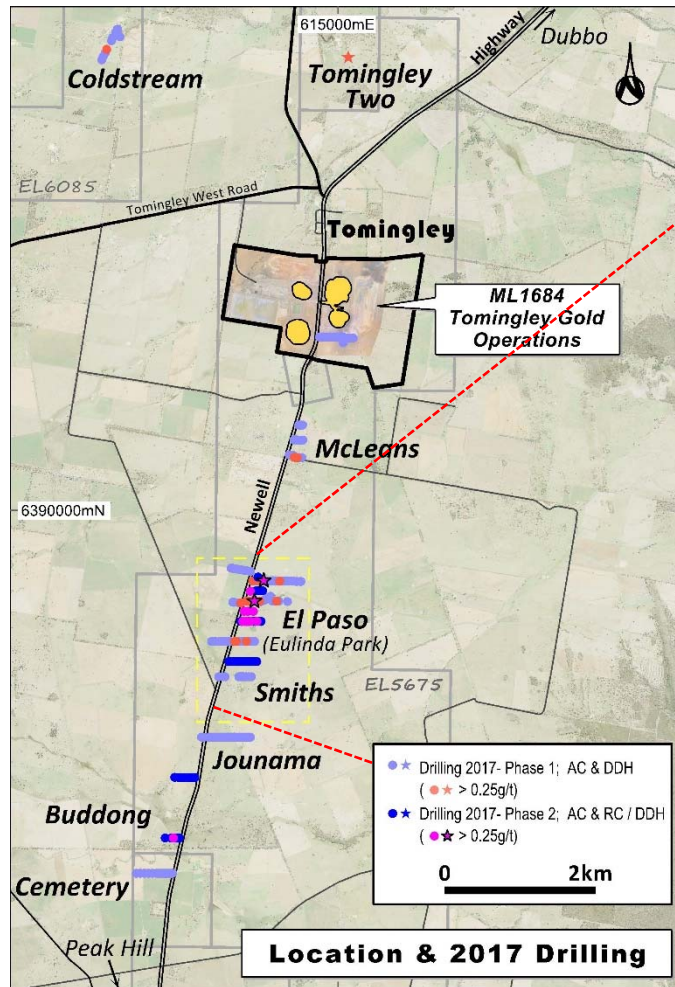 615000mE
Highway
Dubbo
Coldstream
Tomingley
Two
N
EL6085
Tomingley West Road
Tomingley
ML1684
Tomingley Gold
Operations
McLeans
Newell
6390000mN
El Paso
(Eulinda Park)
Smiths
EL5675
Jounama
Buddong
Cemetery
Peak Hill
Drilling 2017- Phase 1; AC & DDH
( > 0.25g/t)
Drilling 2017- Phase 2; AC & RC / DDH
( > 0.25g/t)
0 2km
Location & 2017 Drilling